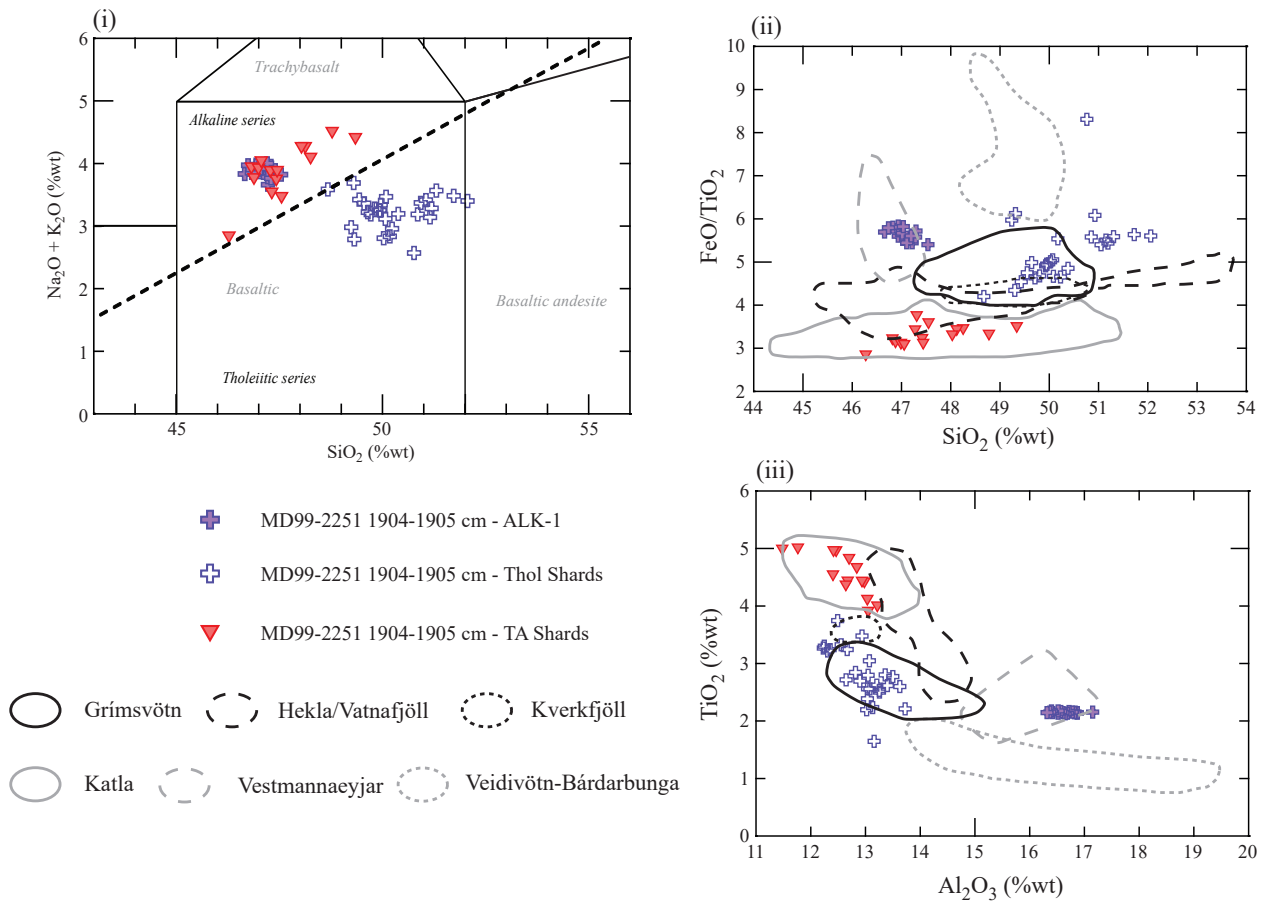 (i)
6
5
4
3
2
1
0
Na₂O + K₂O (%wt)
Trachybasalt
Alkaline series
Basaltic
Basaltic andesite
Tholeiitic series
45
50
55
SiO₂ (%wt)
(ii)
10
9
8
7
6
5
4
3
2
FeO/TiO₂
44
45
46
47
48
49
50
51
52
53
54
SiO₂ (%wt)
(iii)
6
5
4
3
2
1
0
TiO₂ (%wt)
11
12
13
14
15
16
17
18
19
20
Al₂O₃ (%wt)
MD99-2251 1904-1905 cm - ALK-1
MD99-2251 1904-1905 cm - Thol Shards
MD99-2251 1904-1905 cm - TA Shards
Grímsvötn
Hekla/Vatnafjöll
Kverkfjöll
Katla
Vestmannaeyjar
Veidivötn-Bárdarbunga